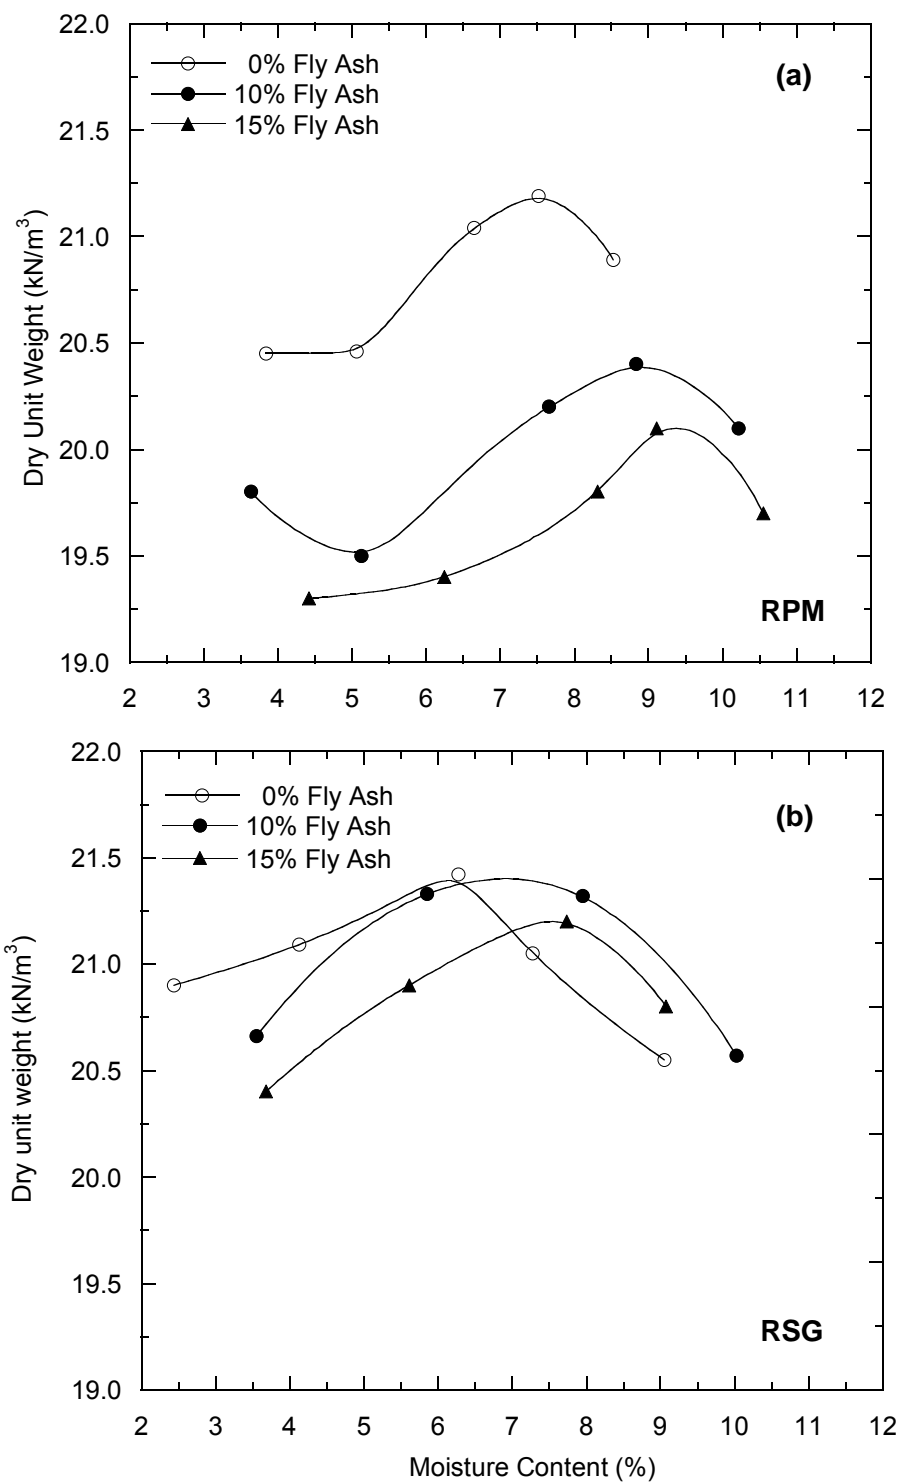 22.0
0% Fly Ash
10% Fly Ash
15% Fly Ash
(a)
21.5
21.0
20.5
20.0
19.5
19.0
Dry Unit Weight (kN/m³)
RPM
2 3 4 5 6 7 8 9 10 11 12
22.0
0% Fly Ash
10% Fly Ash
15% Fly Ash
(b)
21.5
21.0
20.5
20.0
19.5
19.0
Dry unit weight (kN/m³)
RSG
2 3 4 5 6 7 8 9 10 11 12
Moisture Content (%)